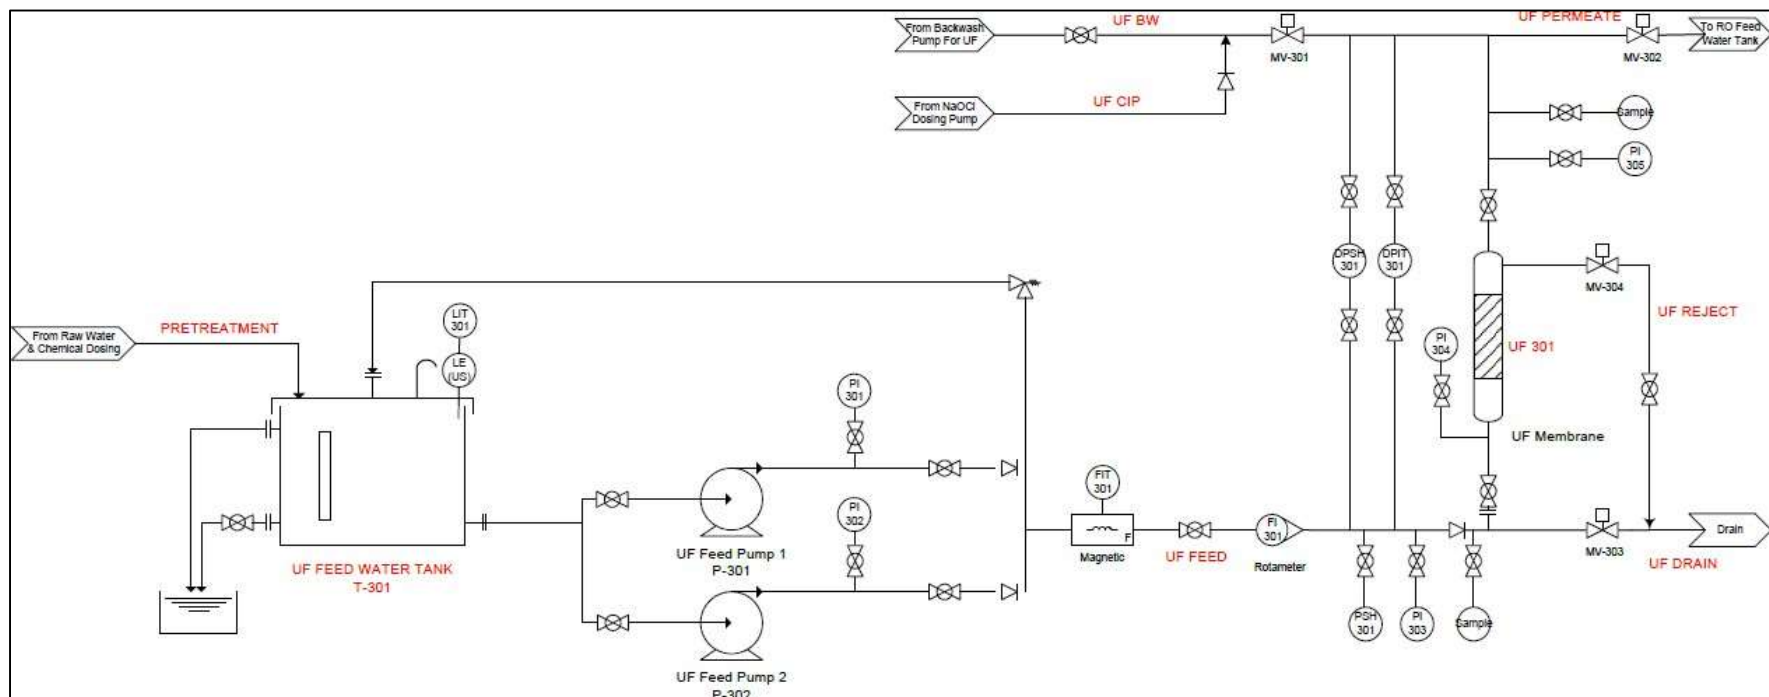 From Backwash
Pump For UF
UF BW
MV-301
UF PERMEATE
MV-302
To RO Feed
Water Tank
From NaOCl
Dosing Pump
UF CIP
Sample
PI
305
DPSH
301
DPIT
301
MV-304
UF REJECT
From Raw Water
& Chemical Dosing
PRETREATMENT
LIT
301
LE
(US)
PI
304
UF 301
UF Membrane
PI
301
UF Feed Pump 1
P-301
PI
302
FIT
301
F
Magnetic
UF FEED
FI
301
Rotameter
MV-303
UF DRAIN
Drain
UF FEED WATER TANK
T-301
PSH
301
PI
303
Sample
UF Feed Pump 2
P-302